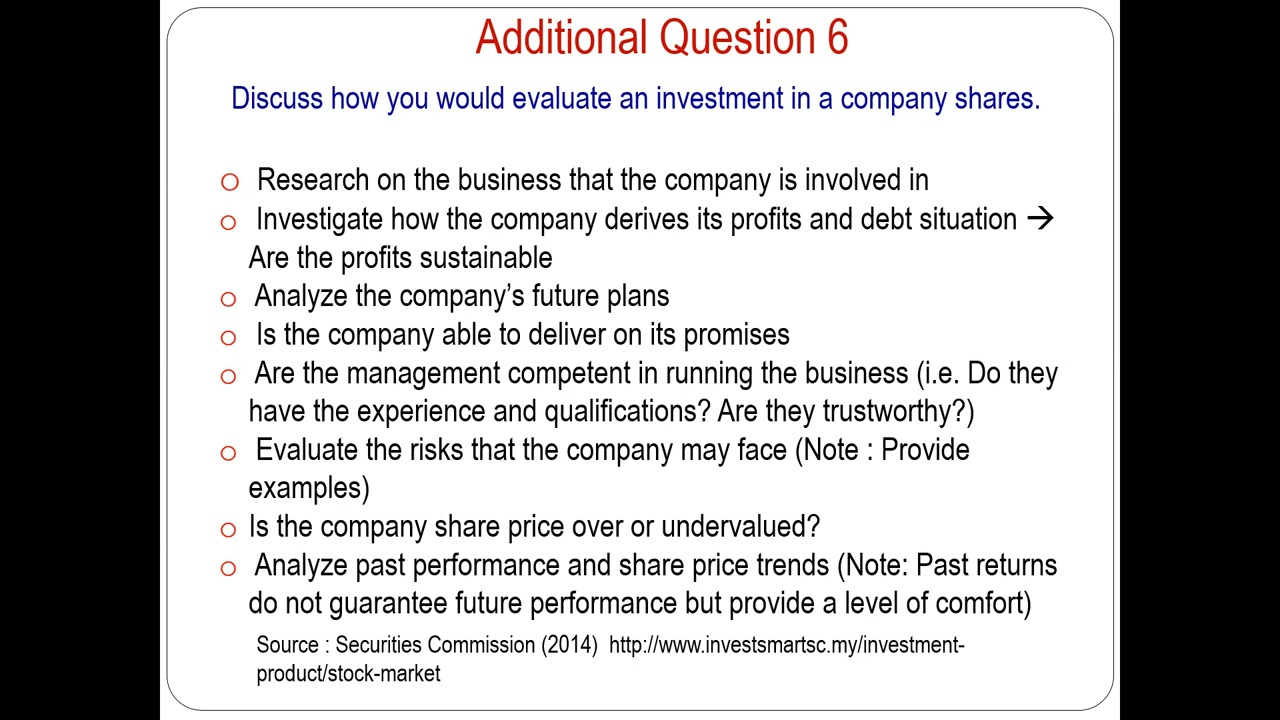 Additional Question 6
Discuss how you would evaluate an investment in a company shares.
Research on the business that the company is involved in
Investigate how the company derives its profits and debt situation →
Are the profits sustainable
Analyze the company’s future plans
Is the company able to deliver on its promises
Are the management competent in running the business (i.e. Do they
have the experience and qualifications? Are they trustworthy?)
Evaluate the risks that the company may face (Note : Provide
examples)
Is the company share price over or undervalued?
Analyze past performance and share price trends (Note: Past returns
do not guarantee future performance but provide a level of comfort)
Source : Securities Commission (2014) http://www.investsmartsc.my/investment-
product/stock-market